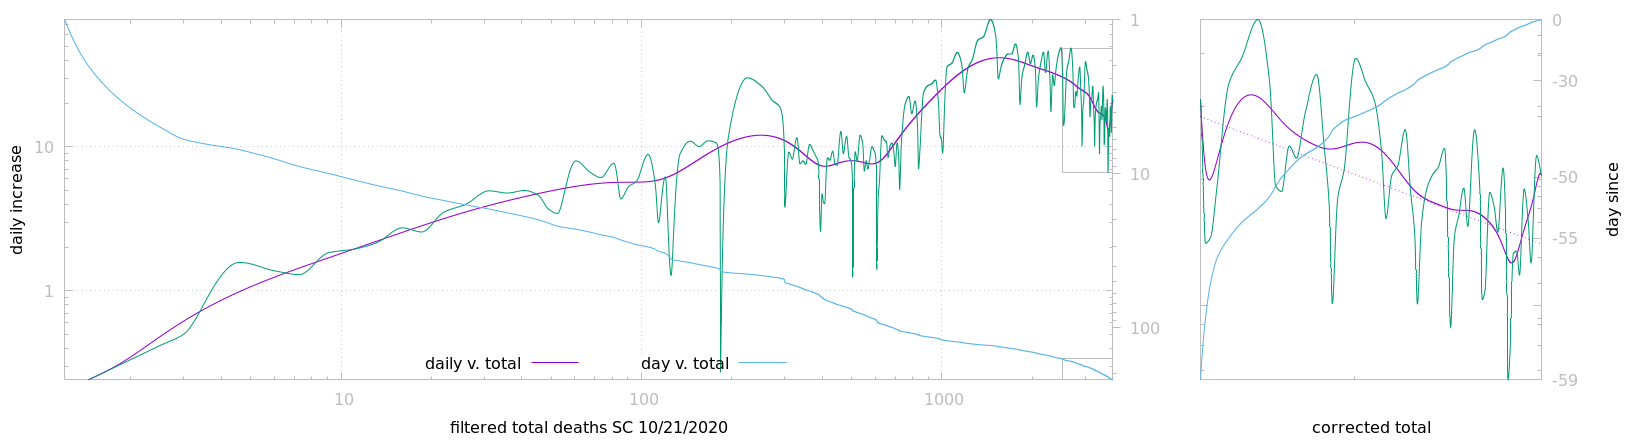 daily increase
10
1
daily v. total
day v. total
10
100
1000
filtered total deaths SC 10/21/2020
1
10
100
0
-30
-50
-55
-59
day since
corrected total